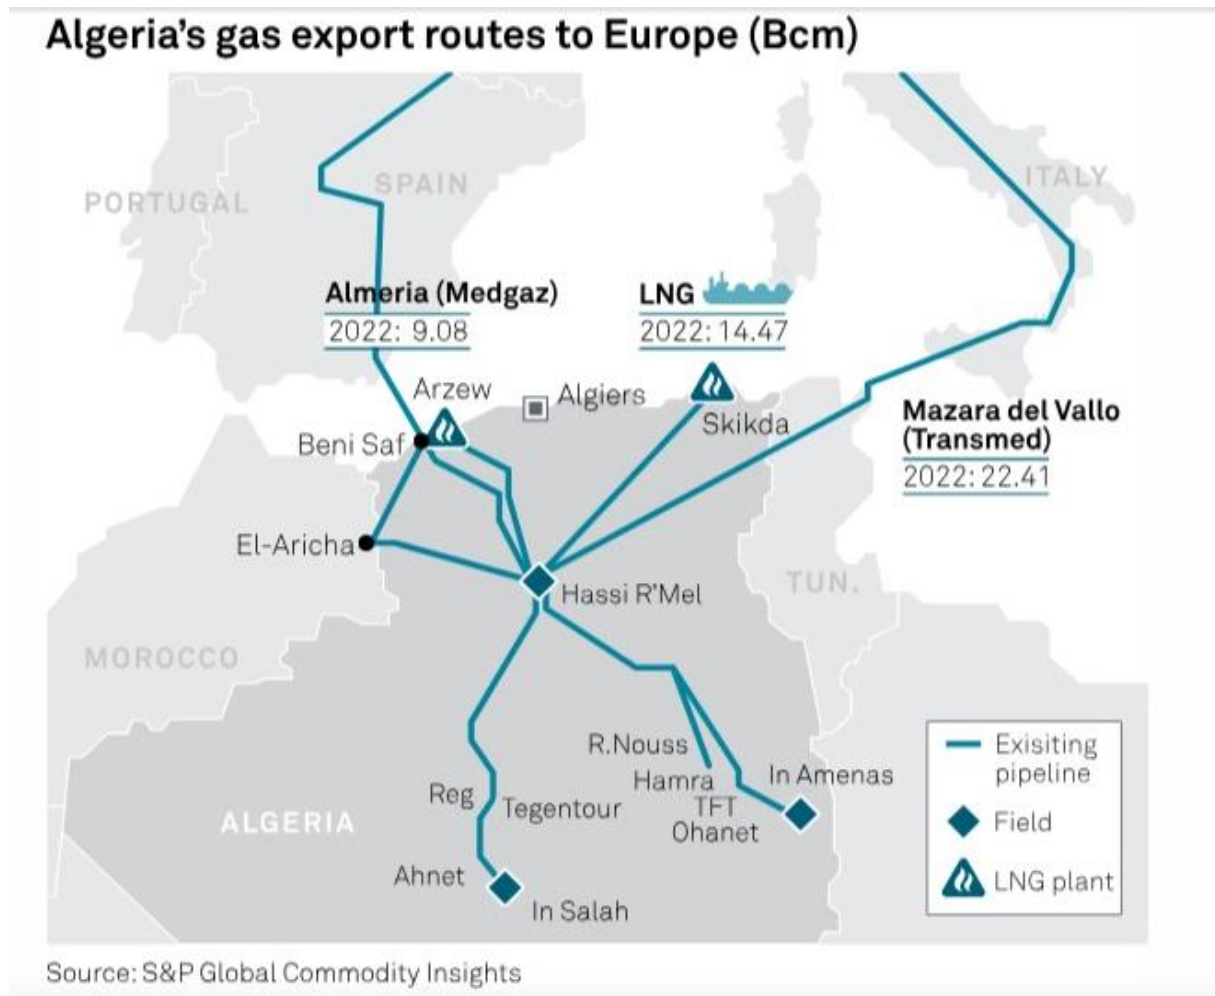 Algeria's gas export routes to Europe (Bcm)
PORTUGAL
SPAIN
ITALY
Almeria (Medgaz)
2022: 9.08
LNG
2022: 14.47
Arzew
Algiers
Skikda
Mazara del Vallo
(Transmed)
2022: 22.41
Beni Saf
El-Aricha
Hassi R'Mel
TUN.
MOROCCO
R.Nouss
Hamra
In Amenas
TFT
Ohanet
Reg
Tegentour
ALGERIA
Ahnet
In Salah
Exisiting
pipeline
Field
LNG plant
Source: S&P Global Commodity Insights